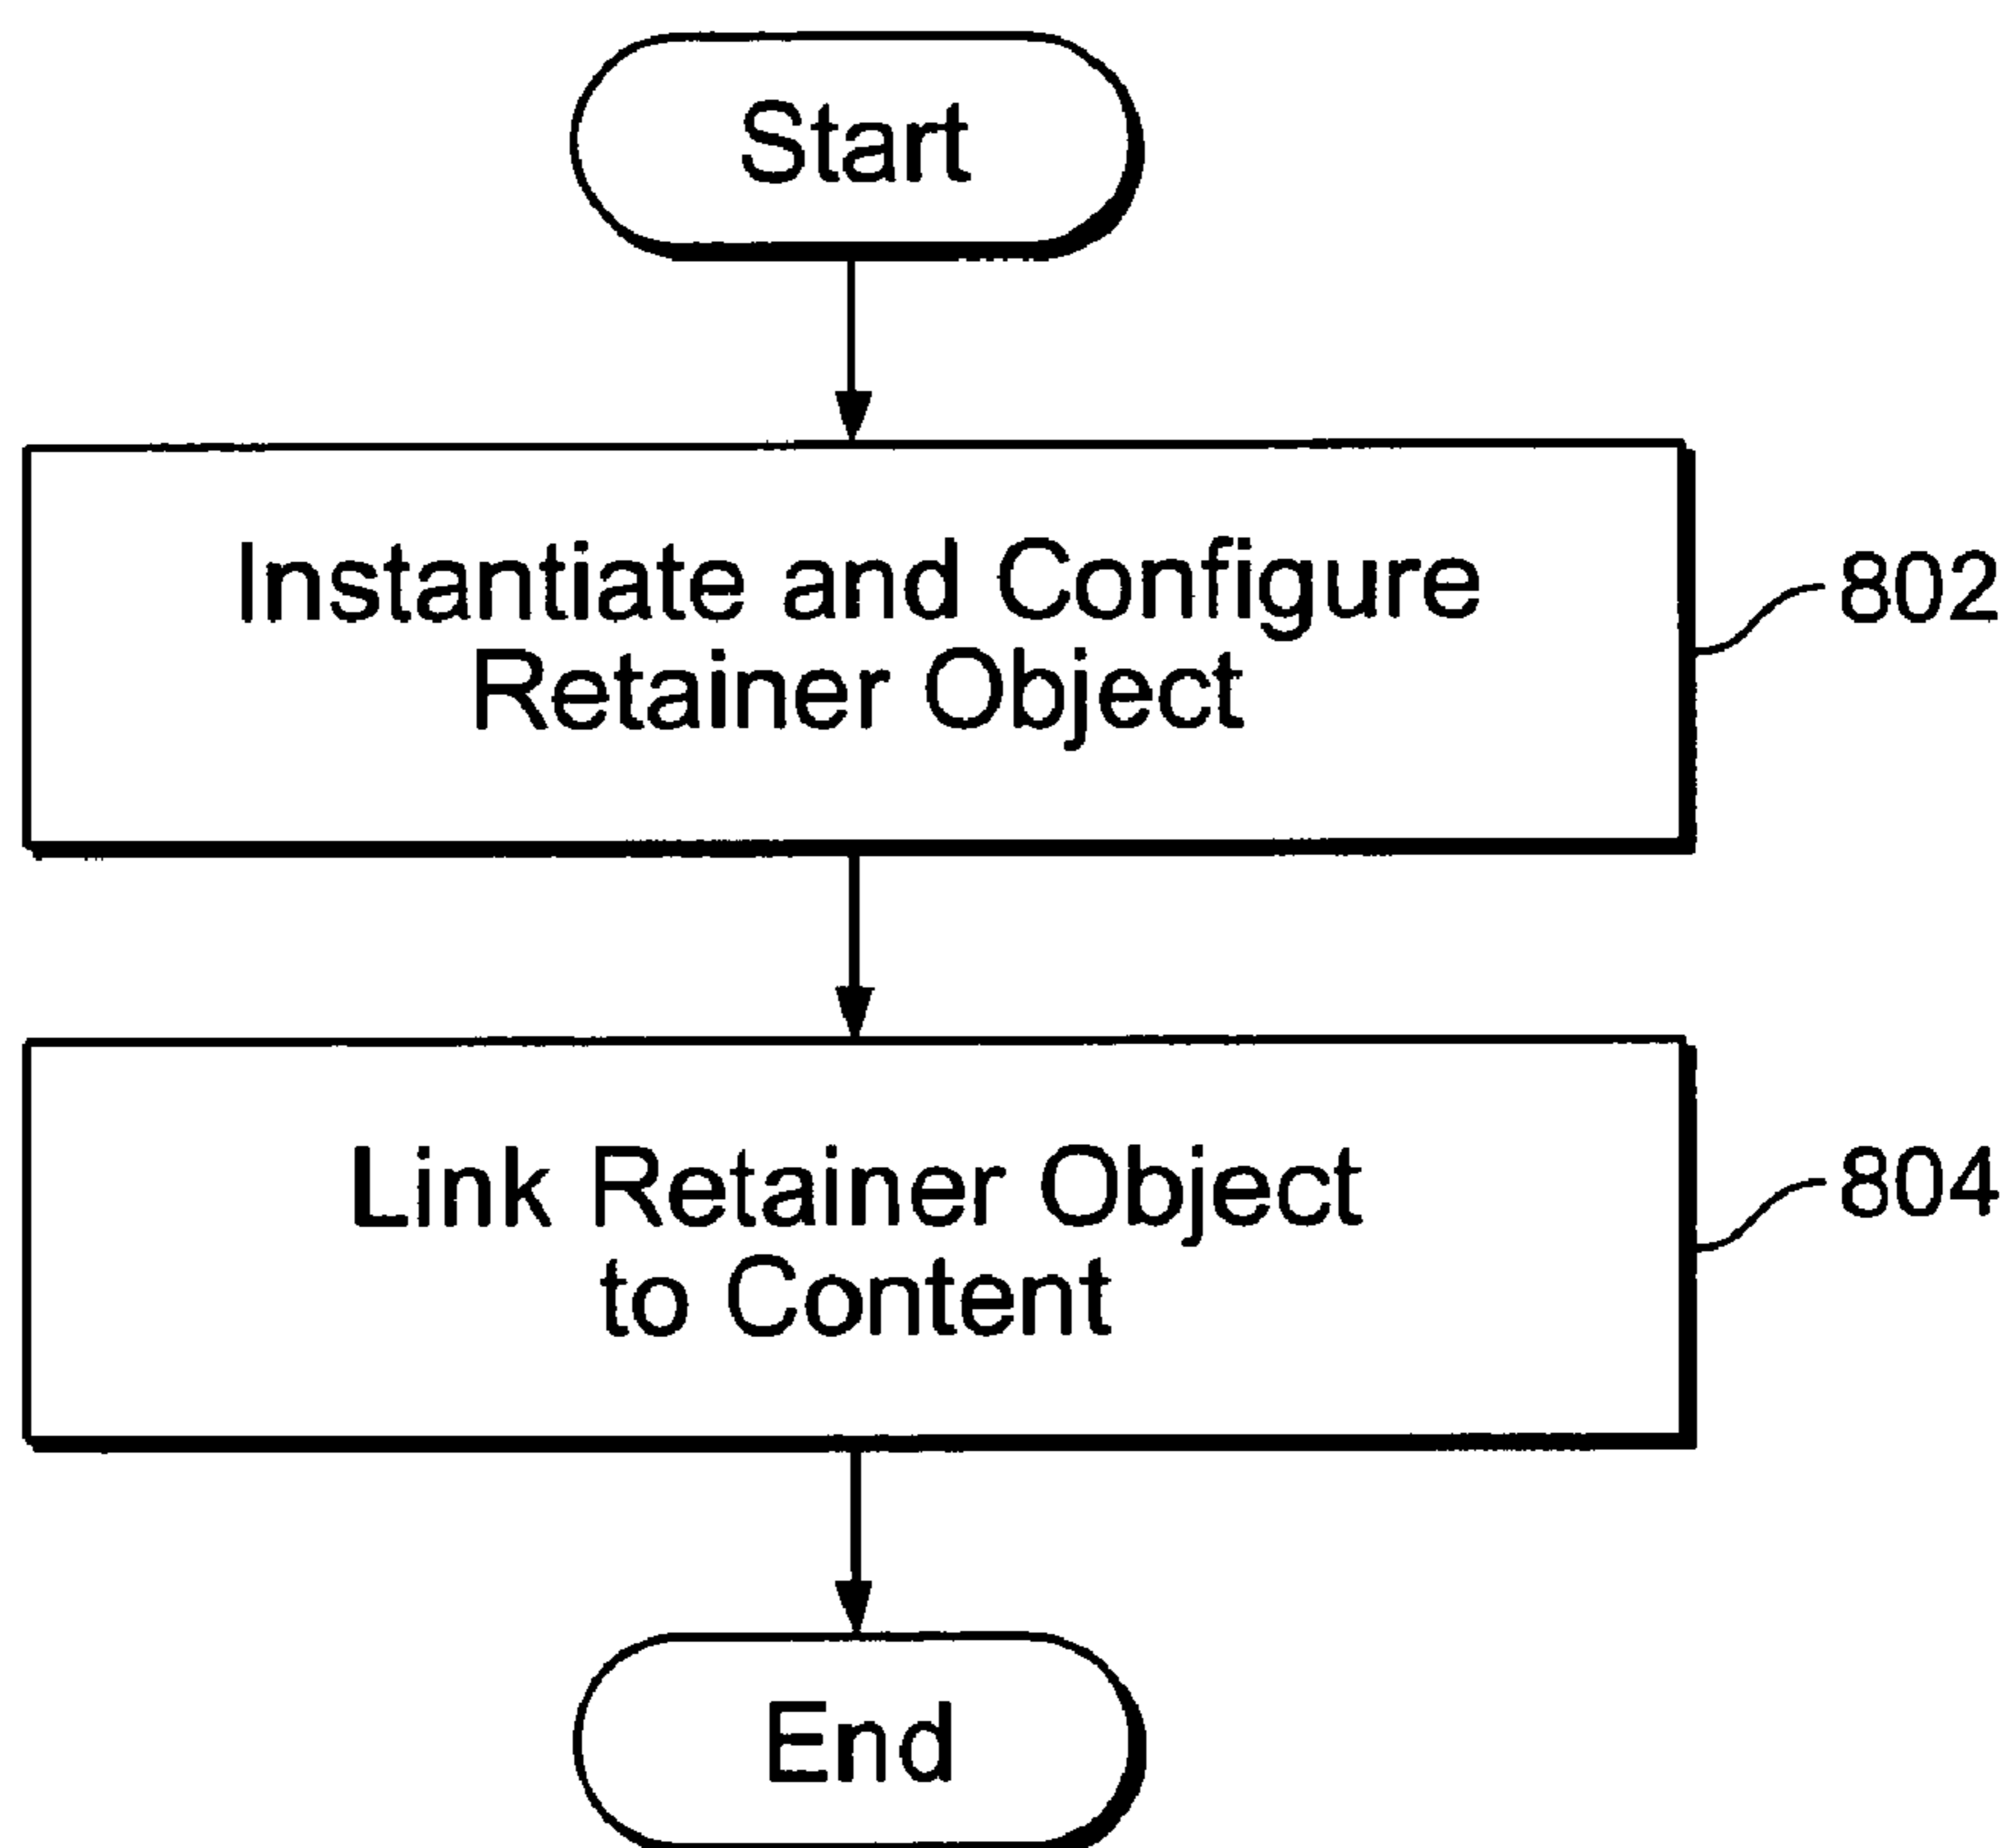 Start
Instantiate and Configure
Retainer Object
802
Link Retainer Object
to Content
804
End